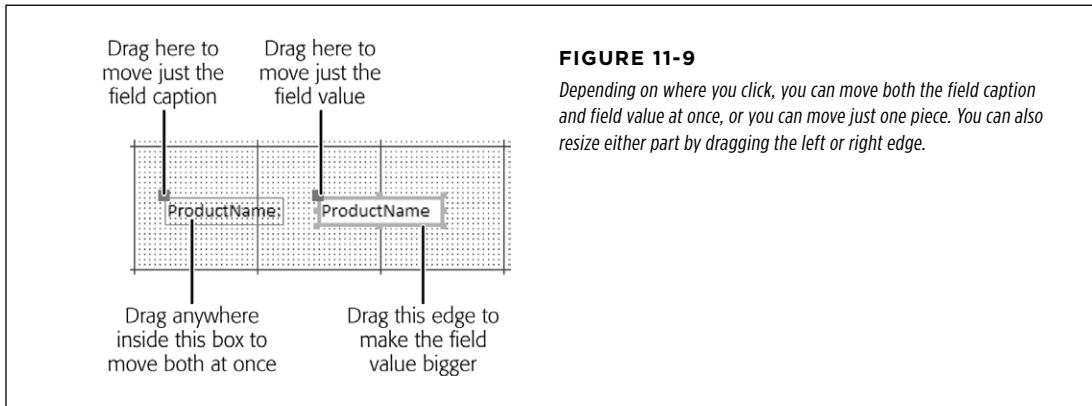 Drag here to
move just the
field caption
Drag here to
move just the
field value
ProductName:
ProductName
Drag anywhere
inside this box to
move both at once
Drag this edge to
make the field
value bigger
FIGURE 11-9
Depending on where you click, you can move both the field caption
and field value at once, or you can move just one piece. You can also
resize either part by dragging the left or right edge.